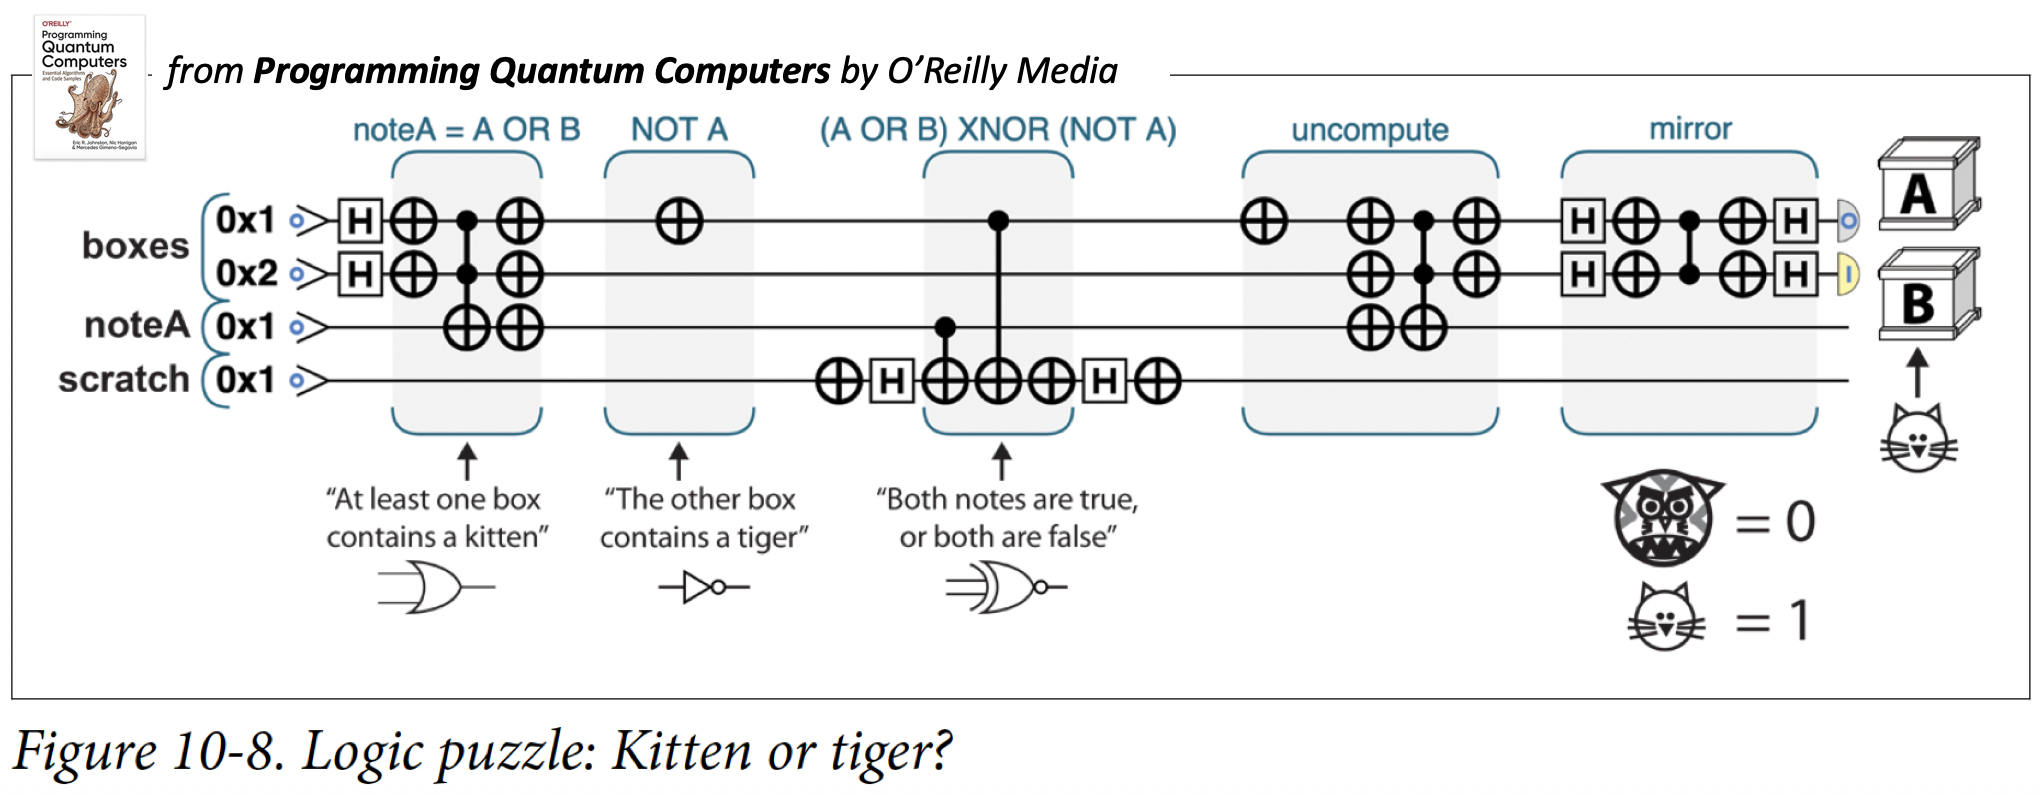 O'REILLY
Programming
Quantum
Computers
Essential Algorithms
and Code Samples
Eric R. Johnston, Nic Harrigan
& Mercedes Gimeno-Segovia
from Programming Quantum Computers by O'Reilly Media
noteA = A OR B
NOT A
(A OR B) XNOR (NOT A)
uncompute
mirror
boxes
0x1
H
H
H
A
0x2
H
H
H
B
noteA
0x1
scratch
0x1
H
H
"At least one box
contains a kitten"
"The other box
contains a tiger"
"Both notes are true,
or both are false"
= 0
= 1
Figure 10-8. Logic puzzle: Kitten or tiger?